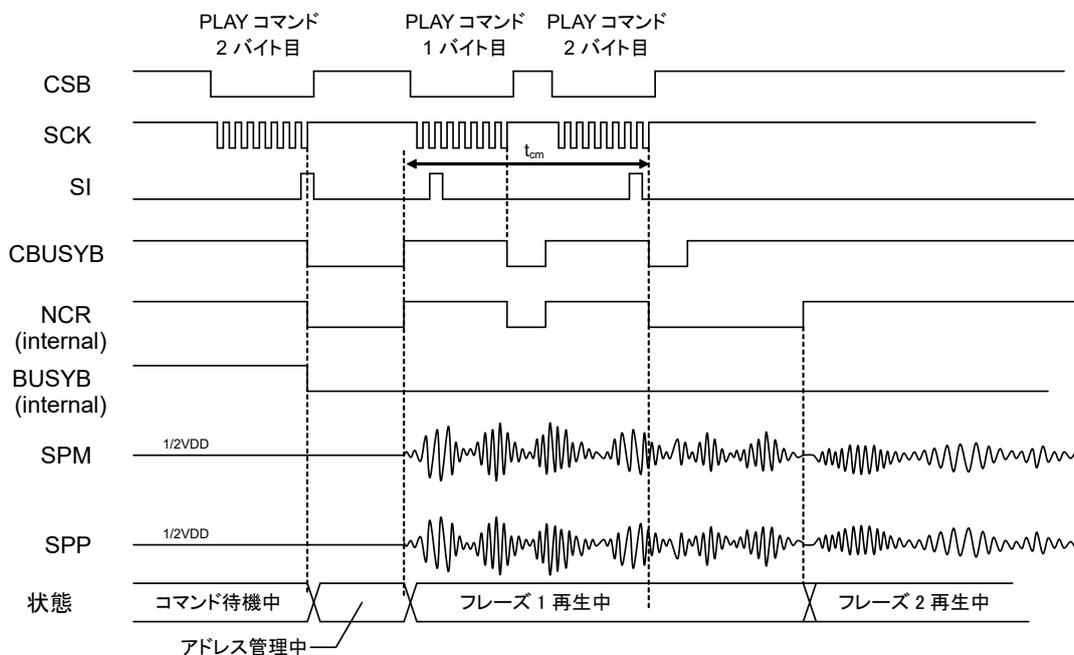 PLAY コマンド
2 バイト目
PLAY コマンド
1 バイト目
PLAY コマンド
2 バイト目
CSB
SCK
tcm
SI
CBUSYB
NCR
(internal)
BUSYB
(internal)
1/2VDD
SPM
1/2VDD
SPP
状態
コマンド待機中
フレーズ 1 再生中
フレーズ 2 再生中
アドレス管理中